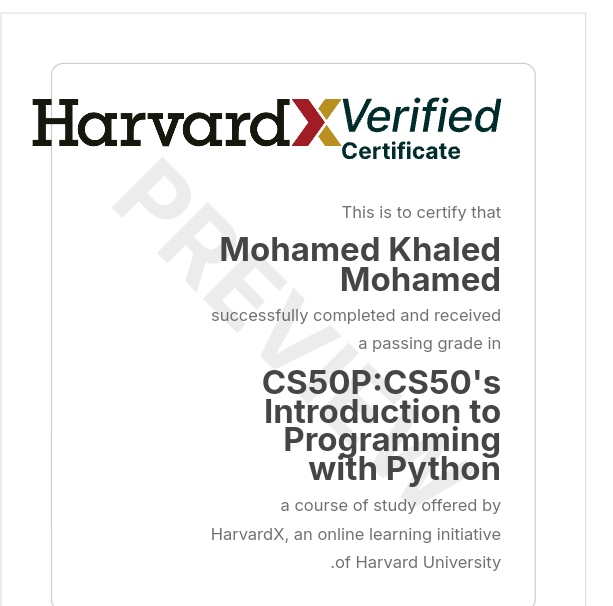 HarvardX Verified
Certificate
PREVIEW
This is to certify that
Mohamed Khaled
Mohamed
successfully completed and received
a passing grade in
CS50P:CS50's
Introduction to
Programming
with Python
a course of study offered by
HarvardX, an online learning initiative
.of Harvard University